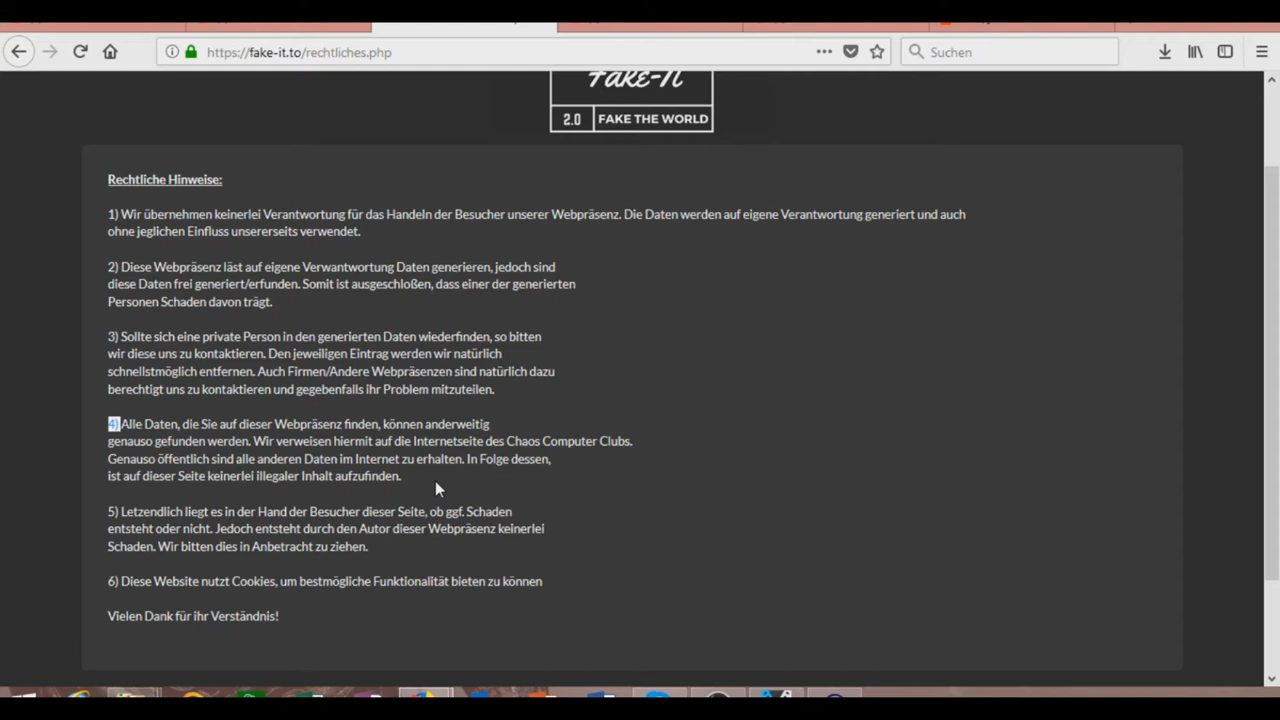 https://fake-it.to/rechtliches.php
Suchen
Fake-It
2.0 FAKE THE WORLD
Rechtliche Hinweise:
1) Wir übernehmen keinerlei Verantwortung für das Handeln der Besucher unserer Webpräsenz. Die Daten werden auf eigene Verantwortung generiert und auch
ohne jeglichen Einfluss unsererseits verwendet.
2) Diese Webpräsenz läst auf eigene Verwantwortung Daten generieren, jedoch sind
diese Daten frei generiert/erfunden. Somit ist ausgeschloßen, dass einer der generierten
Personen Schaden davon trägt.
3) Sollte sich eine private Person in den generierten Daten wiederfinden, so bitten
wir diese uns zu kontaktieren. Den jeweiligen Eintrag werden wir natürlich
schnellstmöglich entfernen. Auch Firmen/Andere Webpräsenzen sind natürlich dazu
berechtigt uns zu kontaktieren und gegebenfalls ihr Problem mitzuteilen.
4) Alle Daten, die Sie auf dieser Webpräsenz finden, können anderweitig
genauso gefunden werden. Wir verweisen hiermit auf die Internetseite des Chaos Computer Clubs.
Genauso öffentlich sind alle anderen Daten im Internet zu erhalten. In Folge dessen,
ist auf dieser Seite keinerlei illegaler Inhalt aufzufinden.
5) Letzendlich liegt es in der Hand der Besucher dieser Seite, ob ggf. Schaden
entsteht oder nicht. Jedoch entsteht durch den Autor dieser Webpräsenz keinerlei
Schaden. Wir bitten dies in Anbetracht zu ziehen.
6) Diese Website nutzt Cookies, um bestmögliche Funktionalität bieten zu können
Vielen Dank für ihr Verständnis!